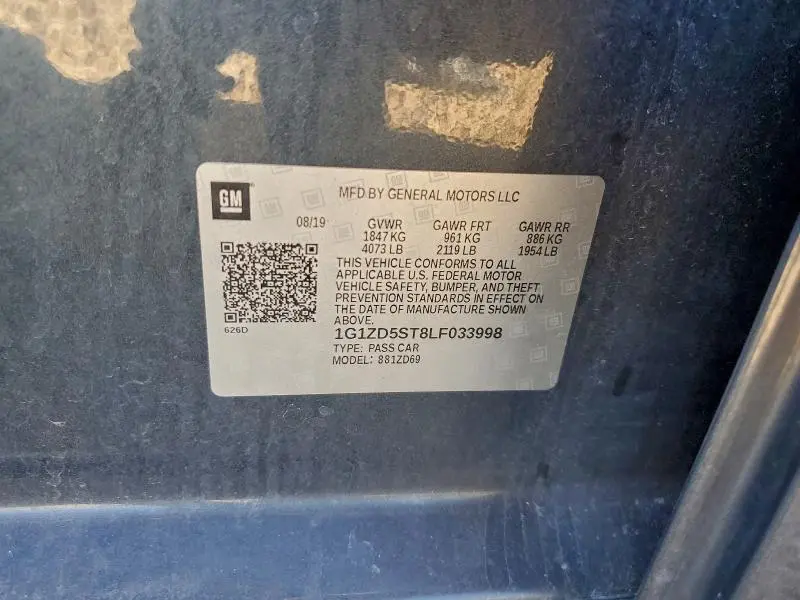 GM
MFD BY GENERAL MOTORS LLC
08/19 GVWR GAWR FRT GAWR RR
1847 KG 961 KG 886 KG
4073 LB 2119 LB 1954 LB
THIS VEHICLE CONFORMS TO ALL
APPLICABLE U.S. FEDERAL MOTOR
VEHICLE SAFETY, BUMPER, AND THEFT
PREVENTION STANDARDS IN EFFECT ON
THE DATE OF MANUFACTURE SHOWN
ABOVE.
626D
1G1ZD5ST8LF033998
TYPE: PASS CAR
MODEL: 881ZD69